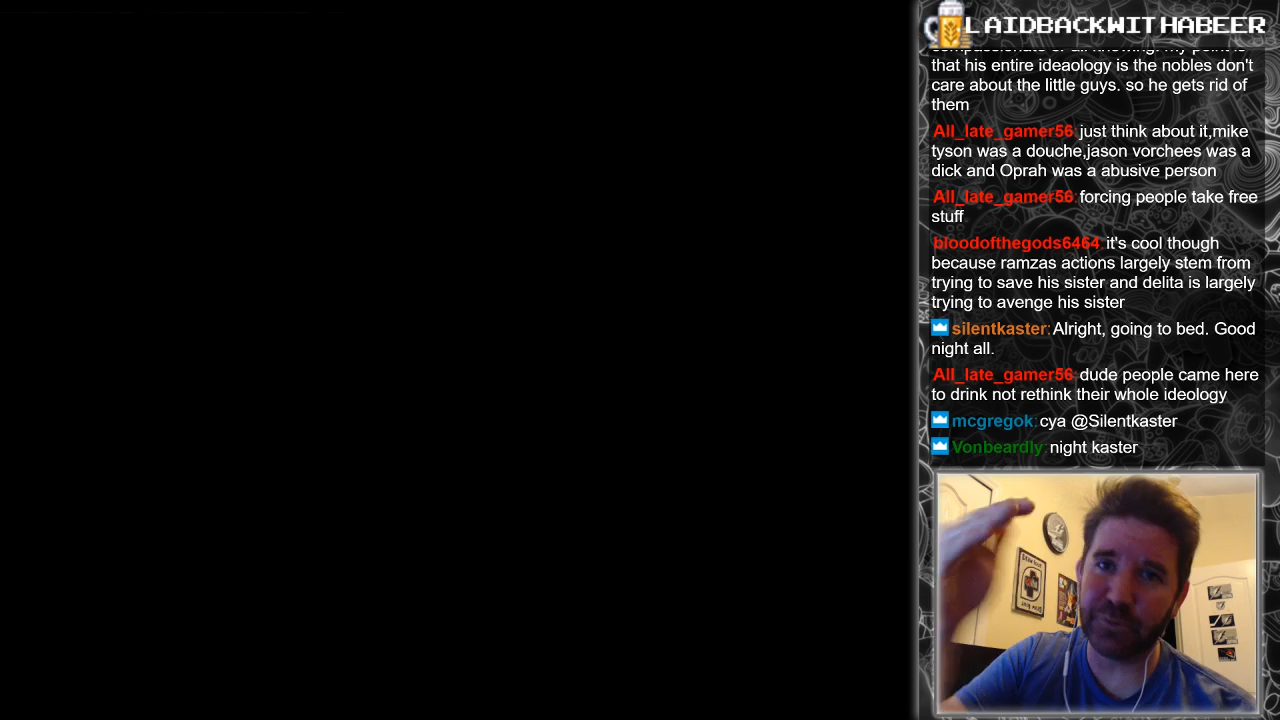 LAIDBACKWITHABEER
that his entire ideaology is the nobles don't
care about the little guys. so he gets rid of
them
All_late_gamer56: just think about it,mike
tyson was a douche,jason vorchees was a
dick and Oprah was a abusive person
All_late_gamer56: forcing people take free
stuff
bloodofthegods6464: it's cool though
because ramzas actions largely stem from
trying to save his sister and delita is largely
trying to avenge his sister
silentkaster: Alright, going to bed. Good
night all.
All_late_gamer56: dude people came here
to drink not rethink their whole ideology
mcgregok: cya @Silentkaster
Vonbeardly: night kaster